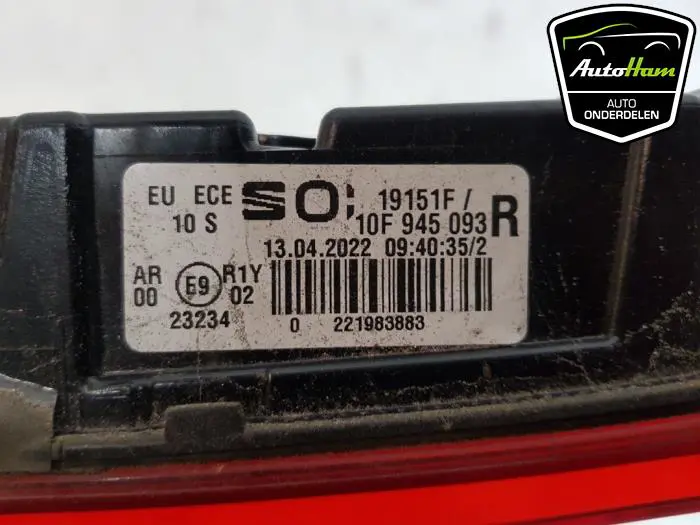 AutoHam
AUTO
ONDERDELEN
EU ECE
10 S
19151F /
10F 945 093 R
13.04.2022 09:40:35/2
AR
00
E9
R1Y
02
23234
0 221983883